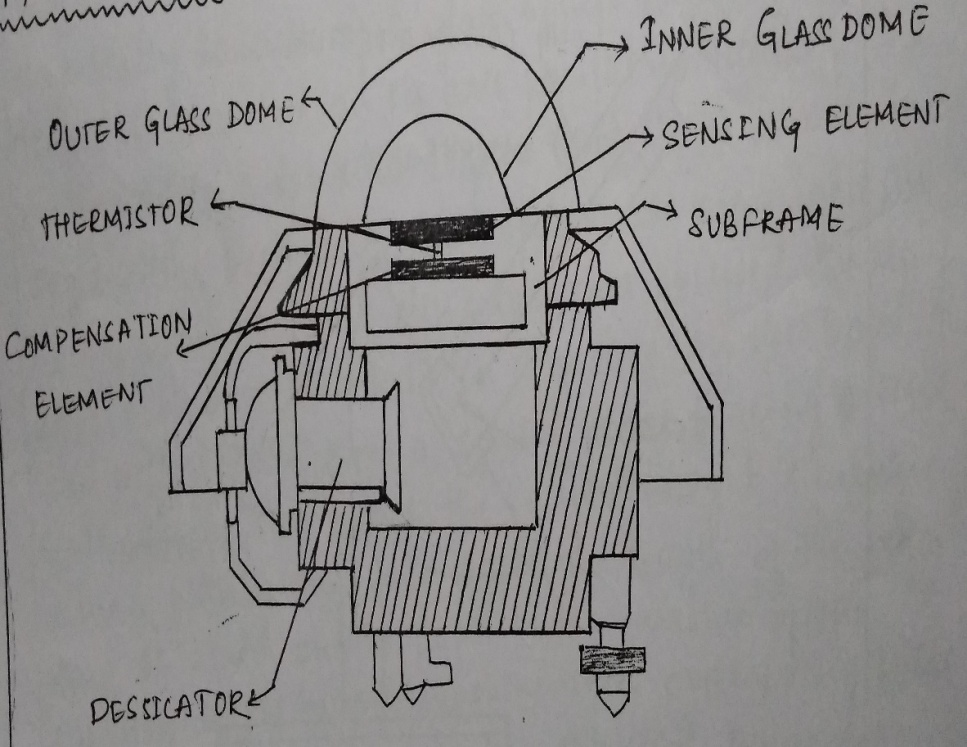 INNER GLASS DOME
OUTER GLASS DOME
SENSING ELEMENT
THERMISTOR
SUBFRAME
COMPENSATION
ELEMENT
DESSICATOR